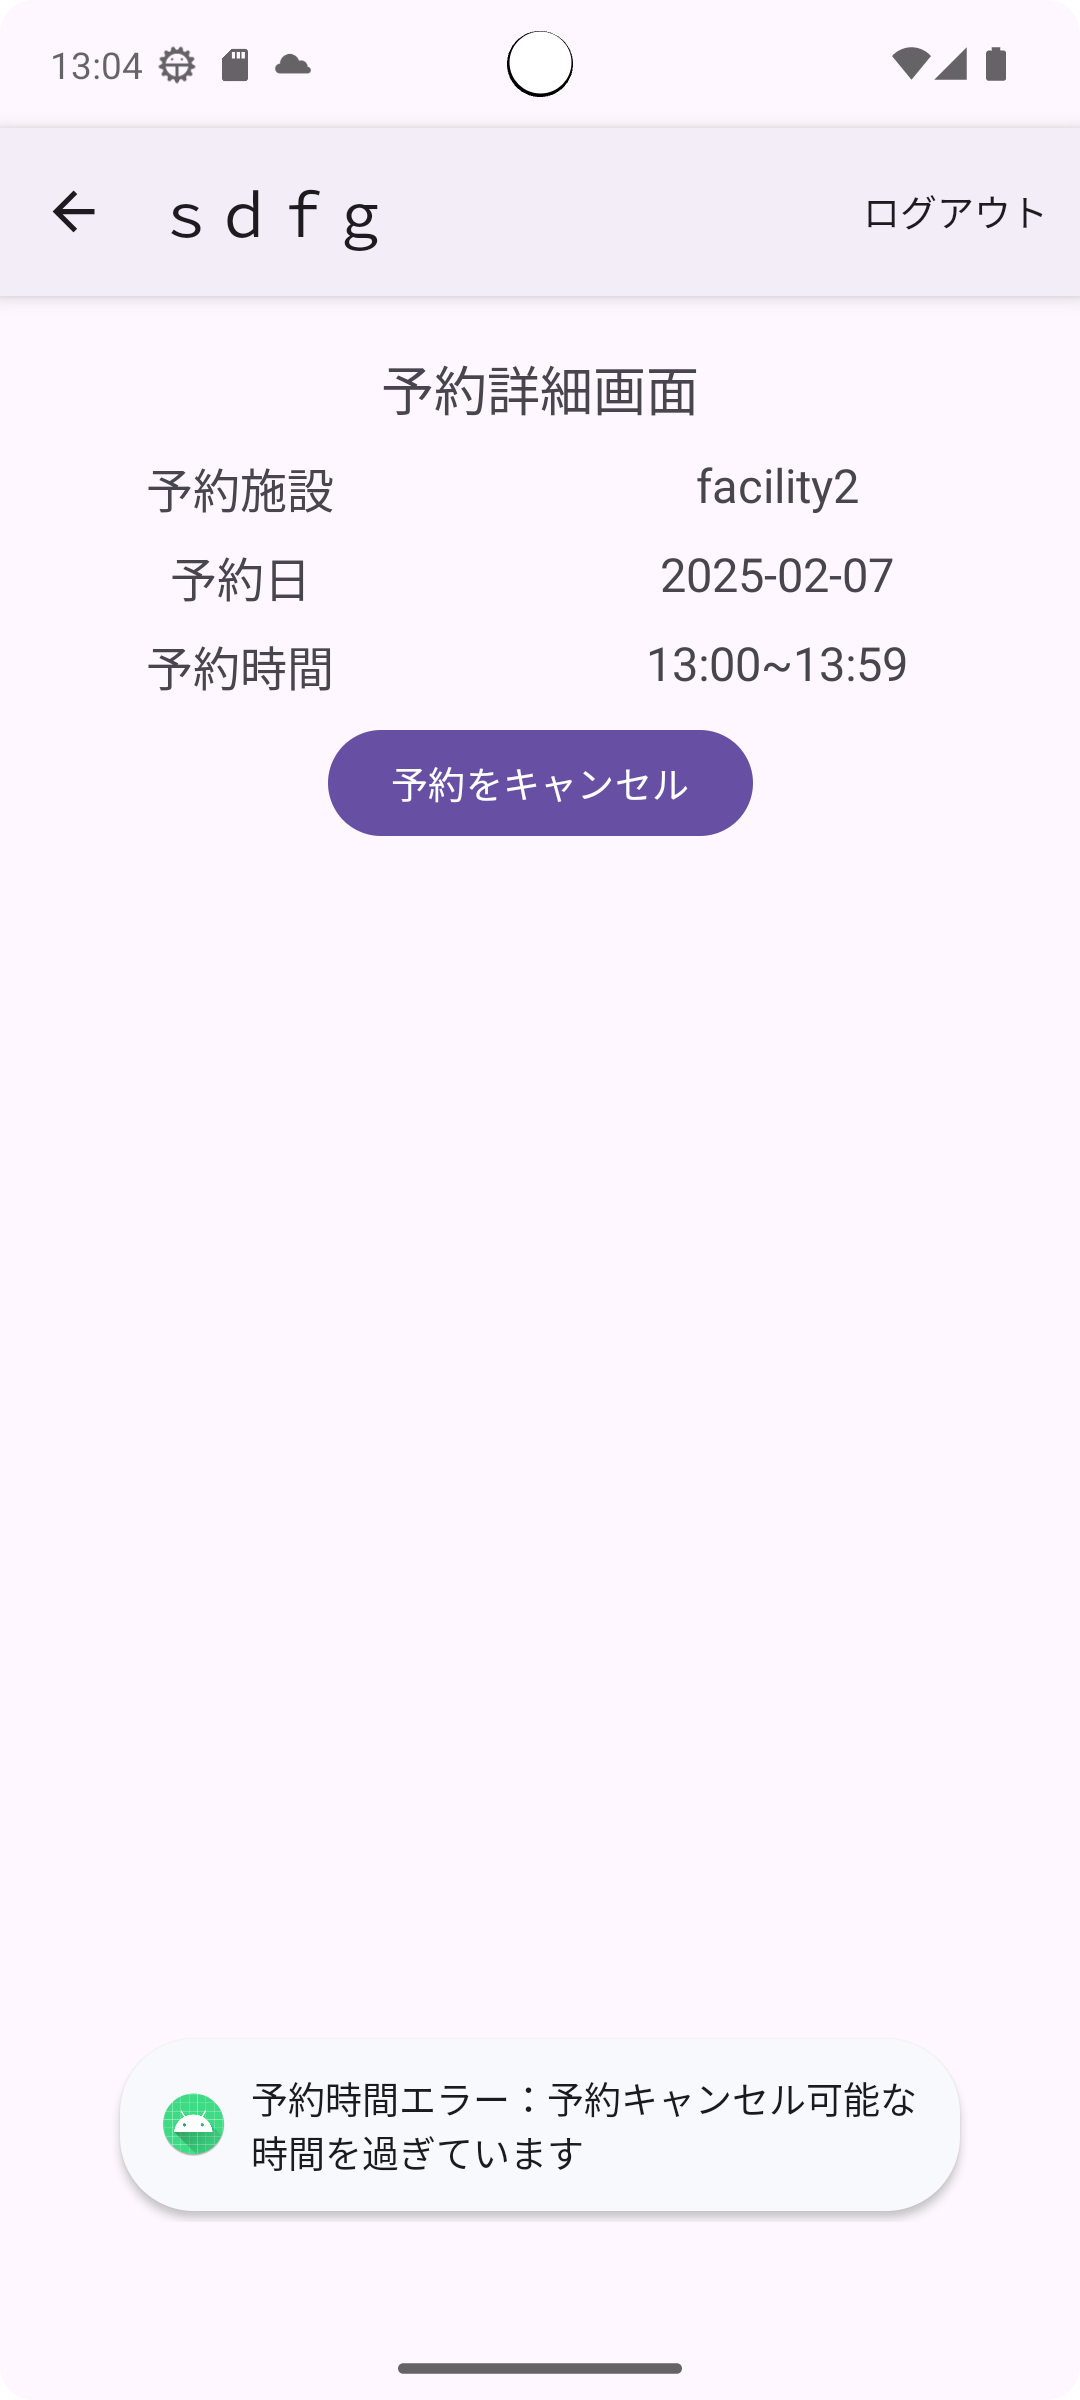 13:04
ｓｄｆｇ
ログアウト
予約詳細画面
予約施設 facility2
予約日 2025-02-07
予約時間 13:00~13:59
予約をキャンセル
予約時間エラー：予約キャンセル可能な
時間を過ぎています